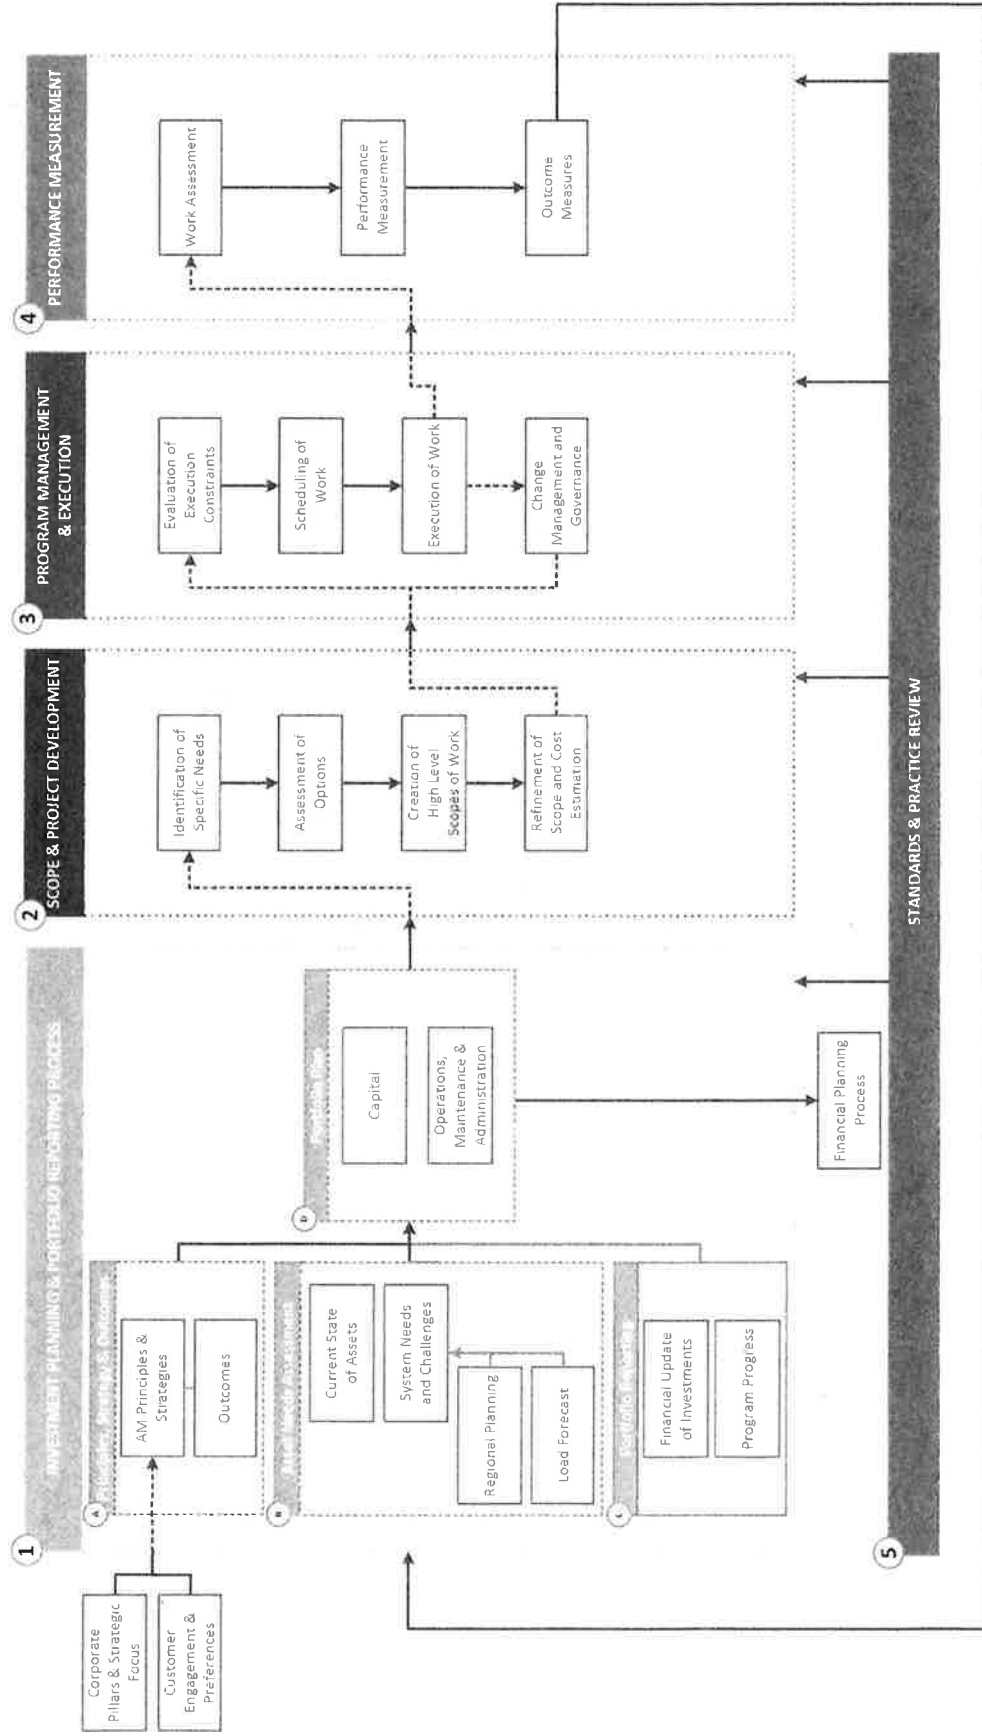 1
PLANNING & PORTFOLIO REPORTING PROCESS
2
SCOPE & PROJECT DEVELOPMENT
3
PROGRAM MANAGEMENT
& EXECUTION
4
PERFORMANCE MEASUREMENT
Corporate
Pillars & Strategic
Focus
Customer
Engagement &
Preferences
A
AM Principles &
Strategies
Outcomes
B
Current State
of Assets
System Needs
and Challenges
Regional Planning
Load Forecast
C
Financial Update
of Investments
Program Progress
D
Capital
Operations,
Maintenance &
Administration
Financial Planning
Process
Identification of
Specific Needs
Assessment of
Options
Creation of
High Level
Scopes of Work
Refinement of
Scope and Cost
Estimation
Evaluation of
Execution
Constraints
Scheduling of
Work
Execution of Work
Change
Management and
Governance
Work Assessment
Performance
Measurement
Outcome
Measures
5
STANDARDS & PRACTICE REVIEW